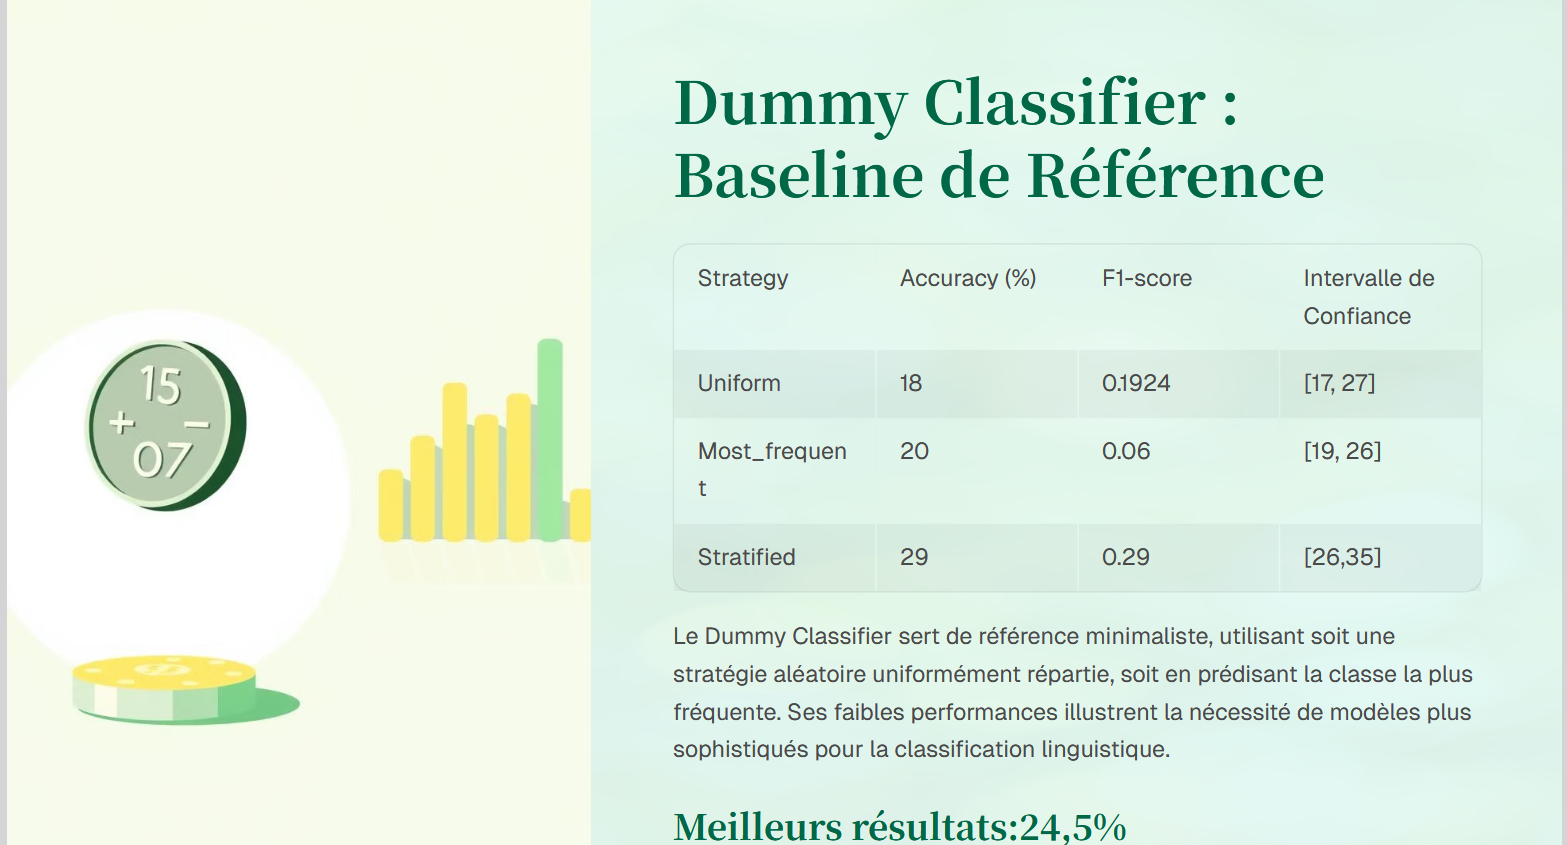 15
+ −
07
Dummy Classifier :
Baseline de Référence
Strategy Accuracy (%) F1-score Intervalle de
Confiance
Uniform 18 0.1924 [17, 27]
Most_frequen 20 0.06 [19, 26]
t
Stratified 29 0.29 [26,35]
Le Dummy Classifier sert de référence minimaliste, utilisant soit une
stratégie aléatoire uniformément répartie, soit en prédisant la classe la plus
fréquente. Ses faibles performances illustrent la nécessité de modèles plus
sophistiqués pour la classification linguistique.
Meilleurs résultats:24,5%